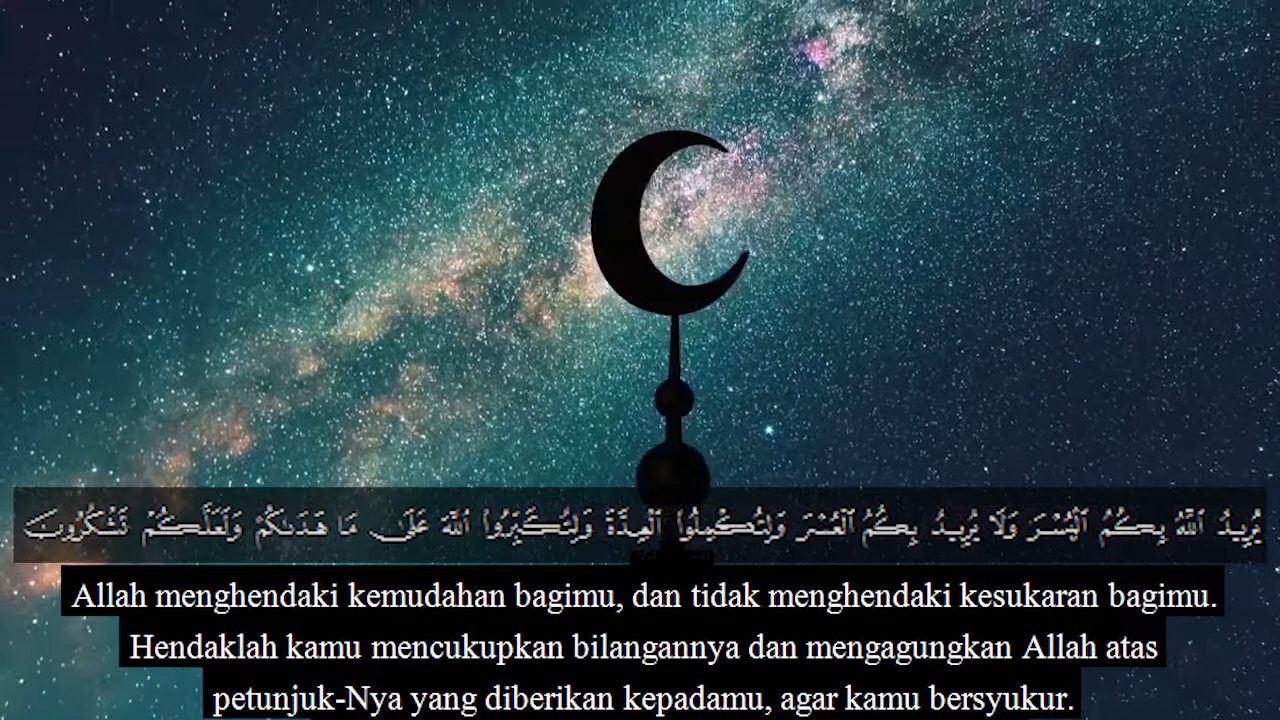 يُرِيدُ ٱللَّهُ بِكُمُ ٱلْيُسْرَ وَلَا يُرِيدُ بِكُمُ ٱلْعُسْرَ وَلِتُكْمِلُوا۟ ٱلْعِدَّةَ وَلِتُكَبِّرُوا۟ ٱللَّهَ عَلَىٰ مَا هَدَىٰكُمْ وَلَعَلَّكُمْ تَشْكُرُونَ
Allah menghendaki kemudahan bagimu, dan tidak menghendaki kesukaran bagimu.
Hendaklah kamu mencukupkan bilangannya dan mengagungkan Allah atas
petunjuk-Nya yang diberikan kepadamu, agar kamu bersyukur.